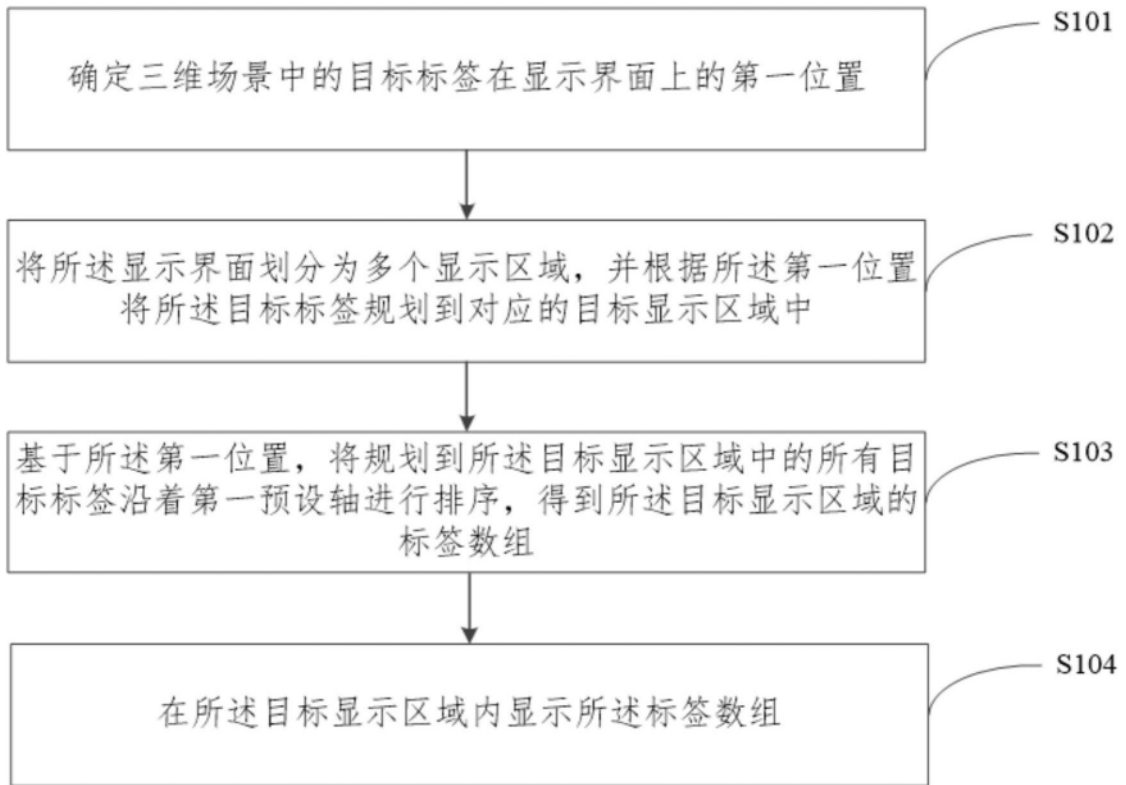 S101
确定三维场景中的目标标签在显示界面上的第一位置
S102
将所述显示界面划分为多个显示区域，并根据所述第一位置
将所述目标标签规划到对应的目标显示区域中
S103
基于所述第一位置，将规划到所述目标显示区域中的所有目
标标签沿着第一预设轴进行排序，得到所述目标显示区域的
标签数组
S104
在所述目标显示区域内显示所述标签数组